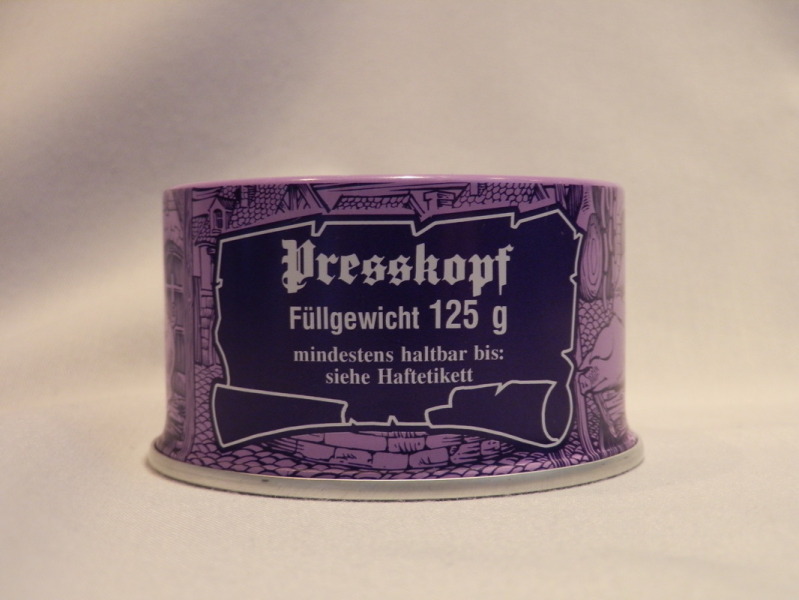 Presskopf
Füllgewicht 125 g
mindestens haltbar bis:
siehe Haftetikett